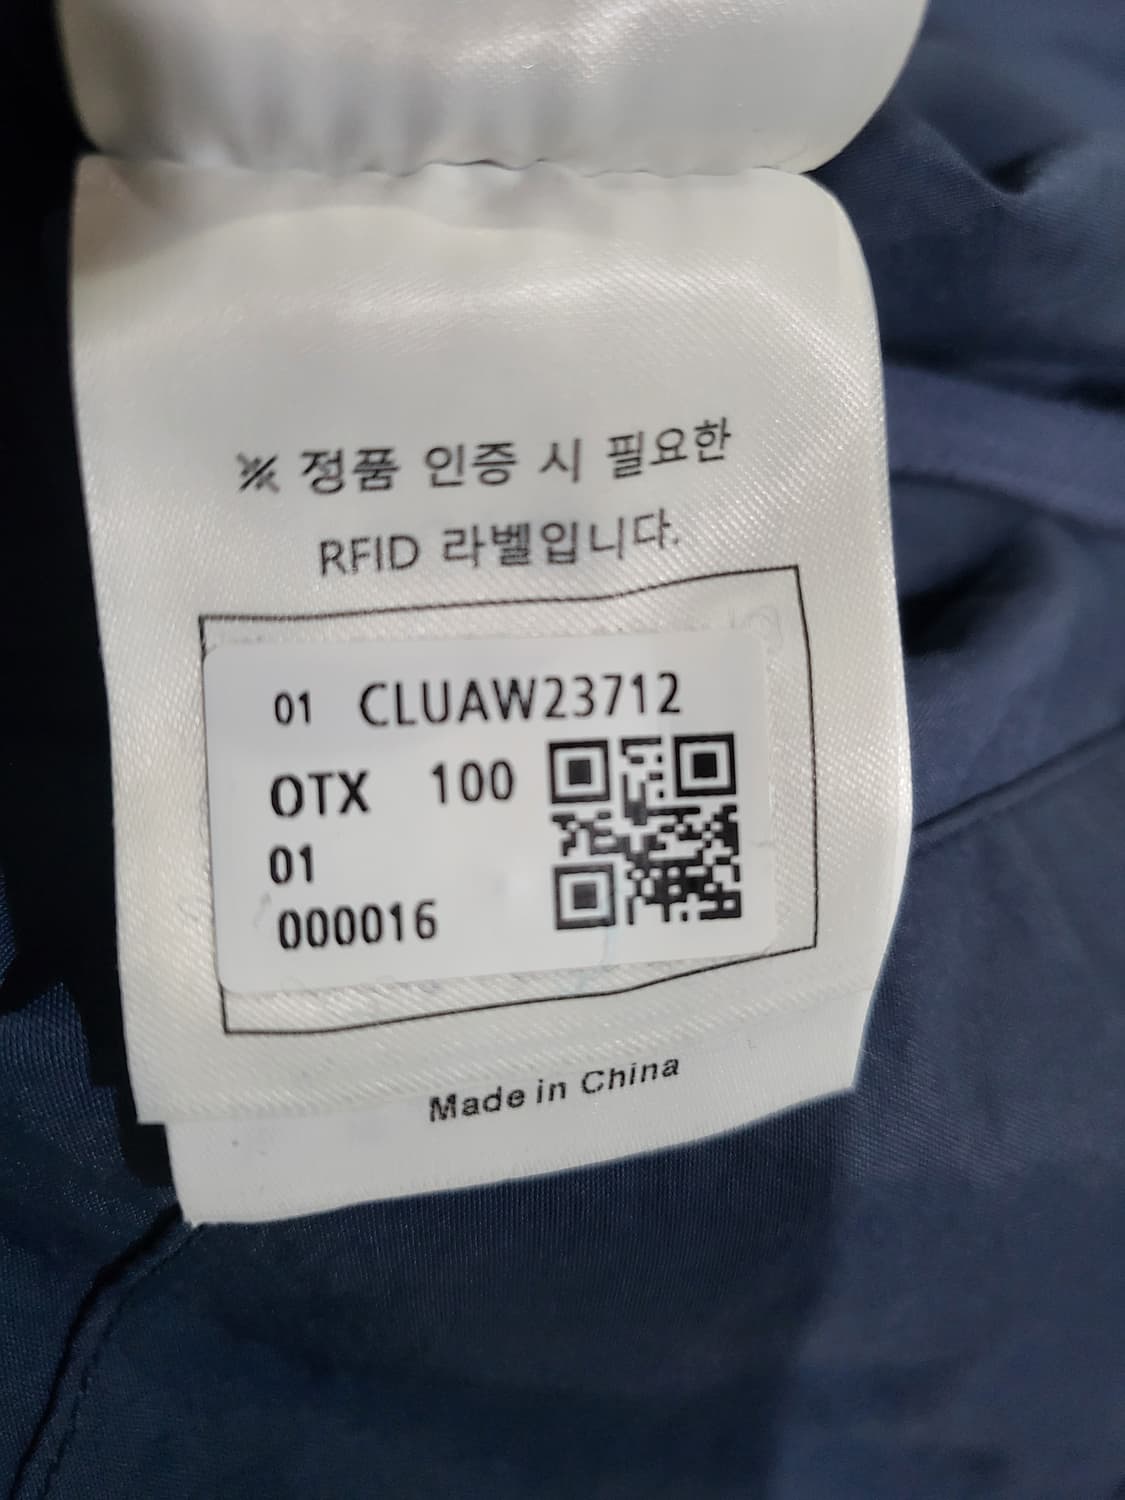 ※ 정품 인증 시 필요한
RFID 라벨입니다.
01 CLUAW23712
OTX 100
01
000016
Made in China